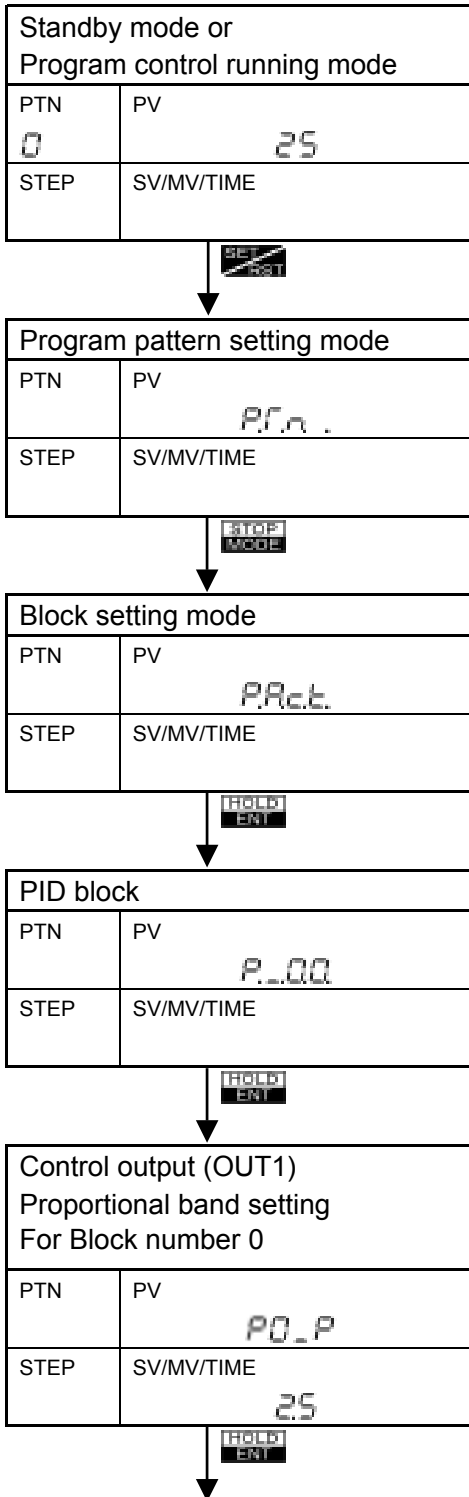 Standby mode or
Program control running mode
PTN PV
0 25
STEP SV/MV/TIME
SET RST
Program pattern setting mode
PTN PV
P.T.n .
STEP SV/MV/TIME
STOP
MODE
Block setting mode
PTN PV
P.A.c.t.
STEP SV/MV/TIME
HOLD
ENT
PID block
PTN PV
P._.0.0.
STEP SV/MV/TIME
HOLD
ENT
Control output (OUT1)
Proportional band setting
For Block number 0
PTN PV
P0_P
STEP SV/MV/TIME
2.5
HOLD
ENT